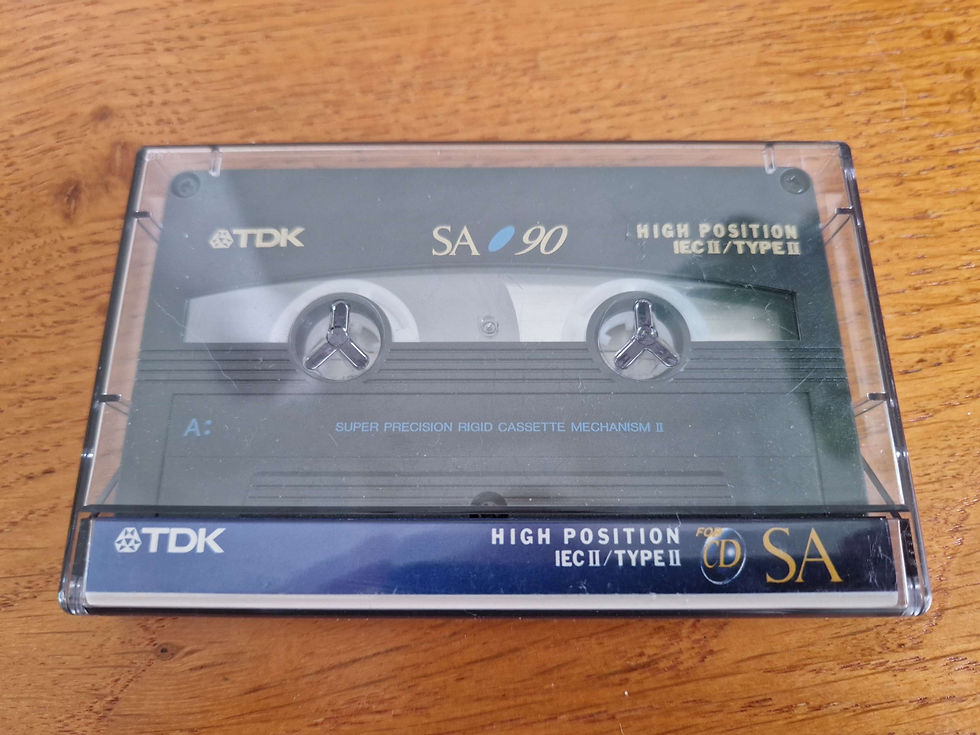 TDK SA 90 HIGH POSITION
IEC II/TYPE II
A: SUPER PRECISION RIGID CASSETTE MECHANISM II
TDK HIGH POSITION FOR CD SA
IEC II/TYPE II